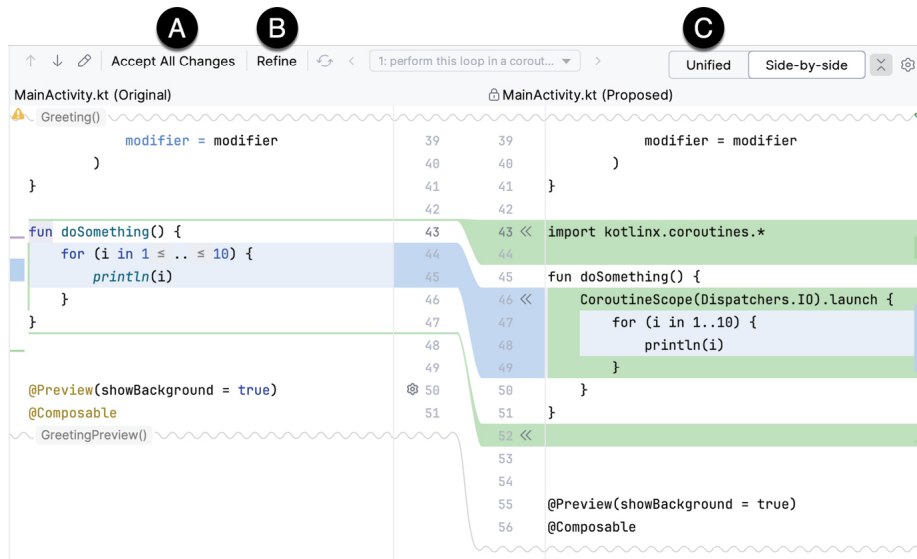 A B C
Accept All Changes Refine 1: perform this loop in a corout... Unified Side-by-side
MainActivity.kt (Original) MainActivity.kt (Proposed)
Greeting()
modifier = modifier 39 39 modifier = modifier
) 40 40 )
} 41 41 }
42 42
fun doSomething() { 43 43 « import kotlinx.coroutines.*
for (i in 1 ≤ .. ≤ 10) { 44 44
println(i) 45 45 fun doSomething() {
} 46 46 « CoroutineScope(Dispatchers.IO).launch {
} 47 47 for (i in 1..10) {
48 48 println(i)
49 49 }
@Preview(showBackground = true) 50 50 }
@Composable 51 51 }
GreetingPreview() 52 «
53
54
55 @Preview(showBackground = true)
56 @Composable